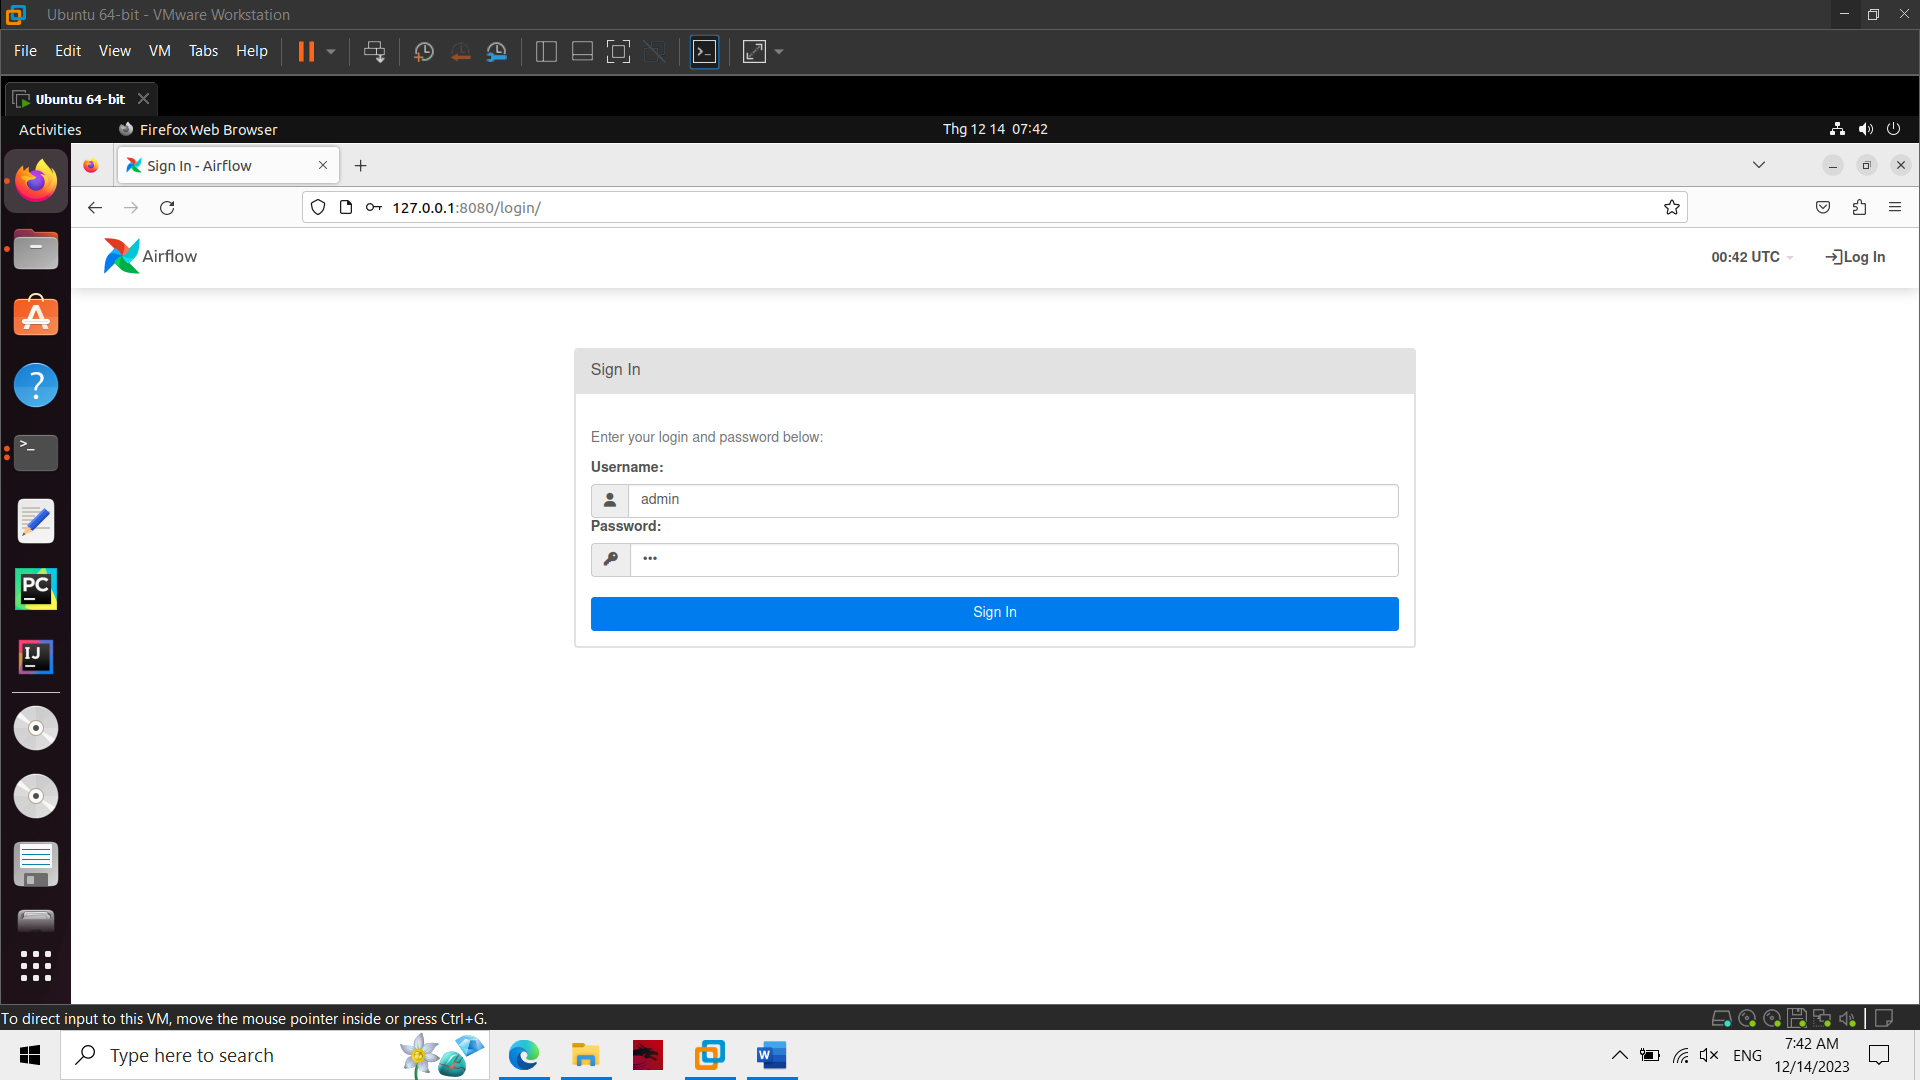 Ubuntu 64-bit - VMware Workstation
File Edit View VM Tabs Help
Ubuntu 64-bit
Activities Firefox Web Browser Thg 12 14 07:42
Sign In - Airflow
127.0.0.1:8080/login/
Airflow 00:42 UTC Log In
Sign In
Enter your login and password below:
Username:
admin
Password:
•••
Sign In
PC
IJ
To direct input to this VM, move the mouse pointer inside or press Ctrl+G.
Type here to search
ENG
7:42 AM
12/14/2023